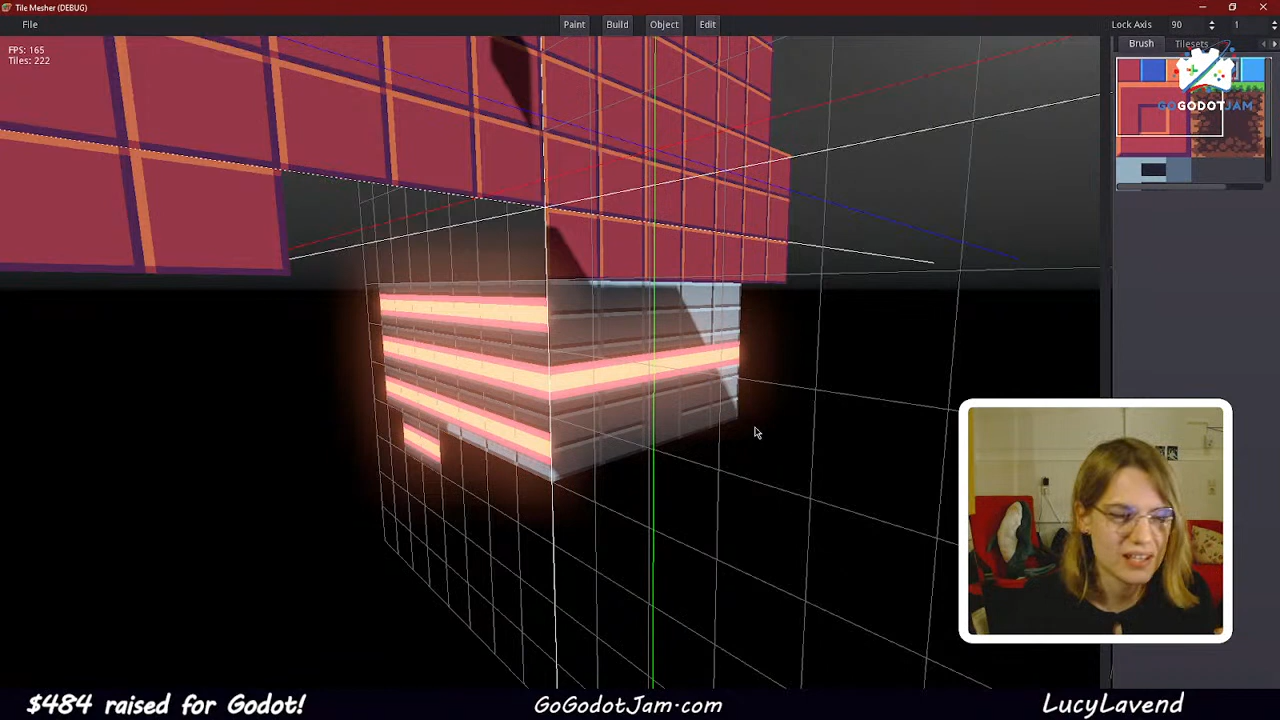 Tile Mesher (DEBUG)
File
Paint
Build
Object
Edit
Lock Axis
90
1
FPS: 165
Tiles: 222
Brush
Tilesets
GOGODOTJAM
$484 raised for Godot!
GoGodotJam.com
LucyLavend